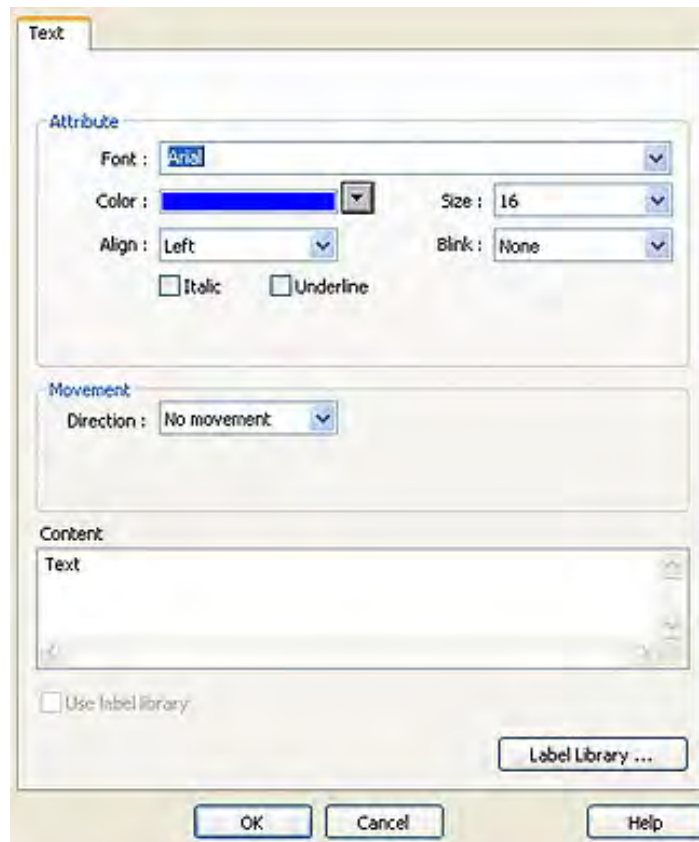 Text
Attribute
Font : Arial
Color : Size : 16
Align : Left Blink : None
Italic Underline
Movement
Direction : No movement
Content
Text
Use label library
Label Library ...
OK Cancel Help